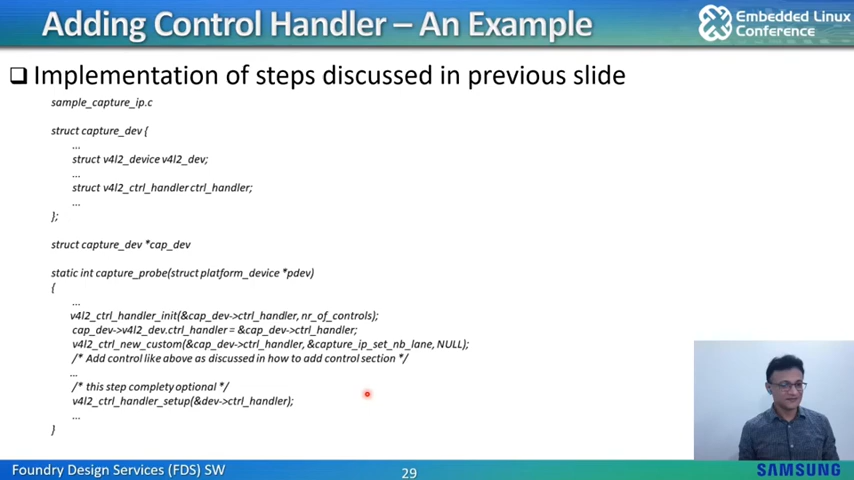 Adding Control Handler – An Example
Embedded Linux
Conference
Implementation of steps discussed in previous slide
sample_capture_ip.c
struct capture_dev {
...
struct v4l2_device v4l2_dev;
...
struct v4l2_ctrl_handler ctrl_handler;
...
};
struct capture_dev *cap_dev
static int capture_probe(struct platform_device *pdev)
{
...
v4l2_ctrl_handler_init(&cap_dev->ctrl_handler, nr_of_controls);
cap_dev->v4l2_dev.ctrl_handler = &cap_dev->ctrl_handler;
v4l2_ctrl_new_custom(&cap_dev->ctrl_handler, &capture_ip_set_nb_lane, NULL);
/* Add control like above as discussed in how to add control section */
...
/* this step complety optional */
v4l2_ctrl_handler_setup(&dev->ctrl_handler);
...
}
Foundry Design Services (FDS) SW
29
SAMSUNG